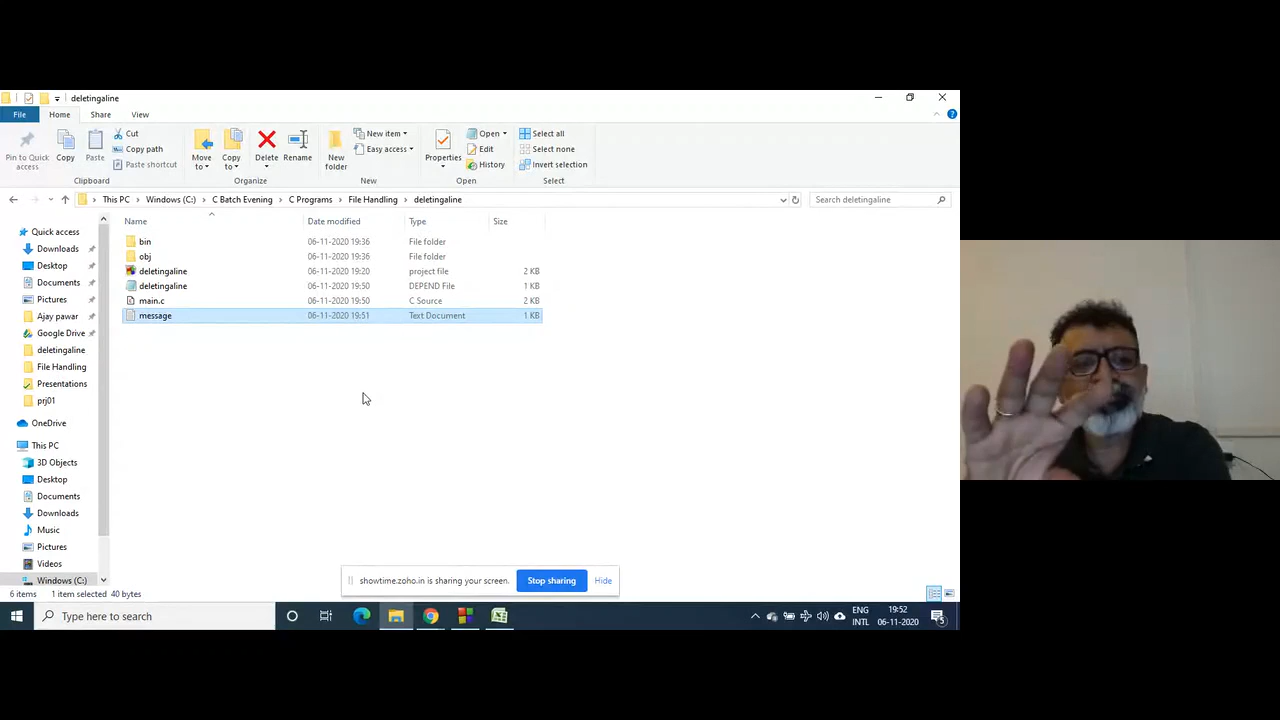 deletingaline
File Home Share View
Pin to Quick access
Copy
Paste
Cut
Copy path
Paste shortcut
Clipboard
Move to
Copy to
Delete
Rename
Organize
New folder
New item
Easy access
New
Properties
Open
Edit
History
Open
Select all
Select none
Invert selection
Select
This PC > Windows (C:) > C Batch Evening > C Programs > File Handling > deletingaline
Search deletingaline
Name Date modified Type Size
bin 06-11-2020 19:36 File folder
obj 06-11-2020 19:36 File folder
deletingaline 06-11-2020 19:20 project file 2 KB
deletingaline 06-11-2020 19:50 DEPEND File 1 KB
main.c 06-11-2020 19:50 C Source 2 KB
message 06-11-2020 19:51 Text Document 1 KB
Quick access
Downloads
Desktop
Documents
Pictures
Ajay pawar
Google Drive
deletingaline
File Handling
Presentations
prj01
OneDrive
This PC
3D Objects
Desktop
Documents
Downloads
Music
Pictures
Videos
Windows (C:)
showtime.zoho.in is sharing your screen. Stop sharing Hide
6 items 1 item selected 40 bytes
Type here to search
ENG
INTL
19:52
06-11-2020
5